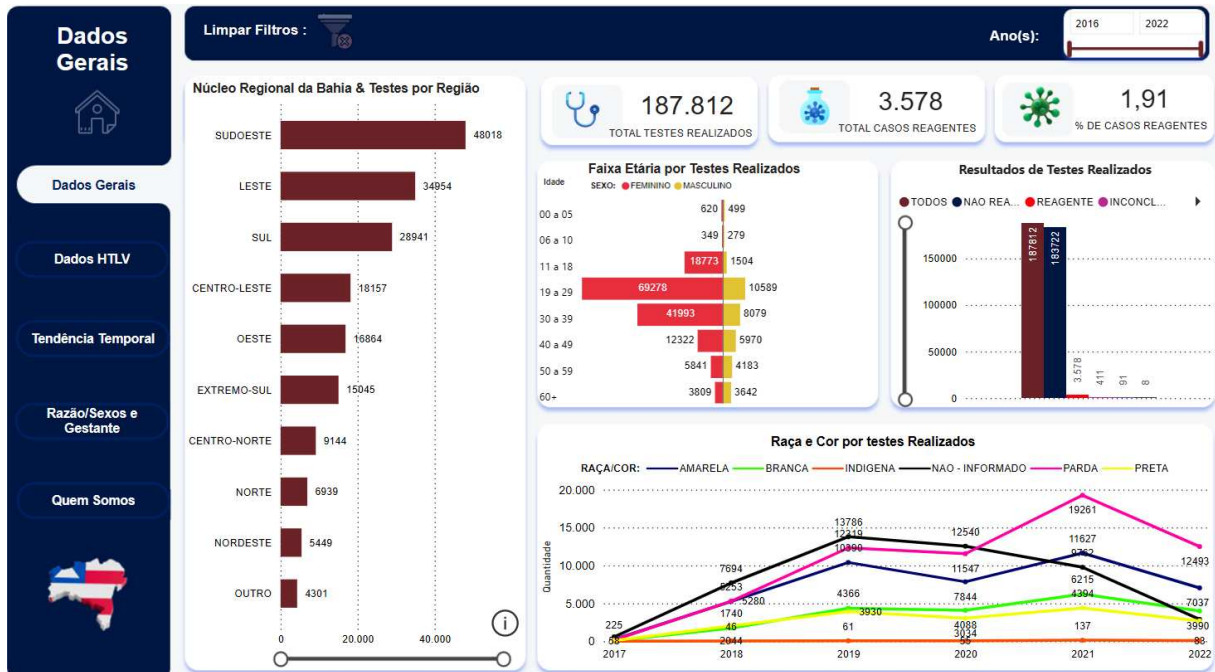 Dados
Gerais
Dados Gerais
Dados HTLV
Tendência Temporal
Razão/Sexos e
Gestante
Quem Somos
Limpar Filtros :
Ano(s):
2016 2022
Núcleo Regional da Bahia & Testes por Região
SUDOESTE 48018
LESTE 34954
SUL 28941
CENTRO-LESTE 18157
OESTE 16864
EXTREMO-SUL 15045
CENTRO-NORTE 9144
NORTE 6939
NORDESTE 5449
OUTRO 4301
0 20.000 40.000
187.812
TOTAL TESTES REALIZADOS
3.578
TOTAL CASOS REAGENTES
1,91
% DE CASOS REAGENTES
Faixa Etária por Testes Realizados
Idade SEXO: FEMININO MASCULINO
00 a 05 620 499
06 a 10 349 279
11 a 18 18773 1504
19 a 29 69278 10589
30 a 39 41993 8079
40 a 49 12322 5970
50 a 59 5841 4183
60+ 3809 3642
Resultados de Testes Realizados
TODOS NAO REA... REAGENTE INCONCL...
150000
100000
50000
0
187812 183722 3.578 411 91 8
Raça e Cor por testes Realizados
RAÇA/COR: AMARELA BRANCA INDIGENA NAO - INFORMADO PARDA PRETA
Quantidade
20.000
15.000
10.000
5.000
0
225
68
7694
5253
5280
1740
46
2044
13786
12319
10390
4366
3930
61
12540
11547
7844
4088
3034
55
19261
11627
9762
6215
4394
137
12493
7037
3990
88
2017 2018 2019 2020 2021 2022